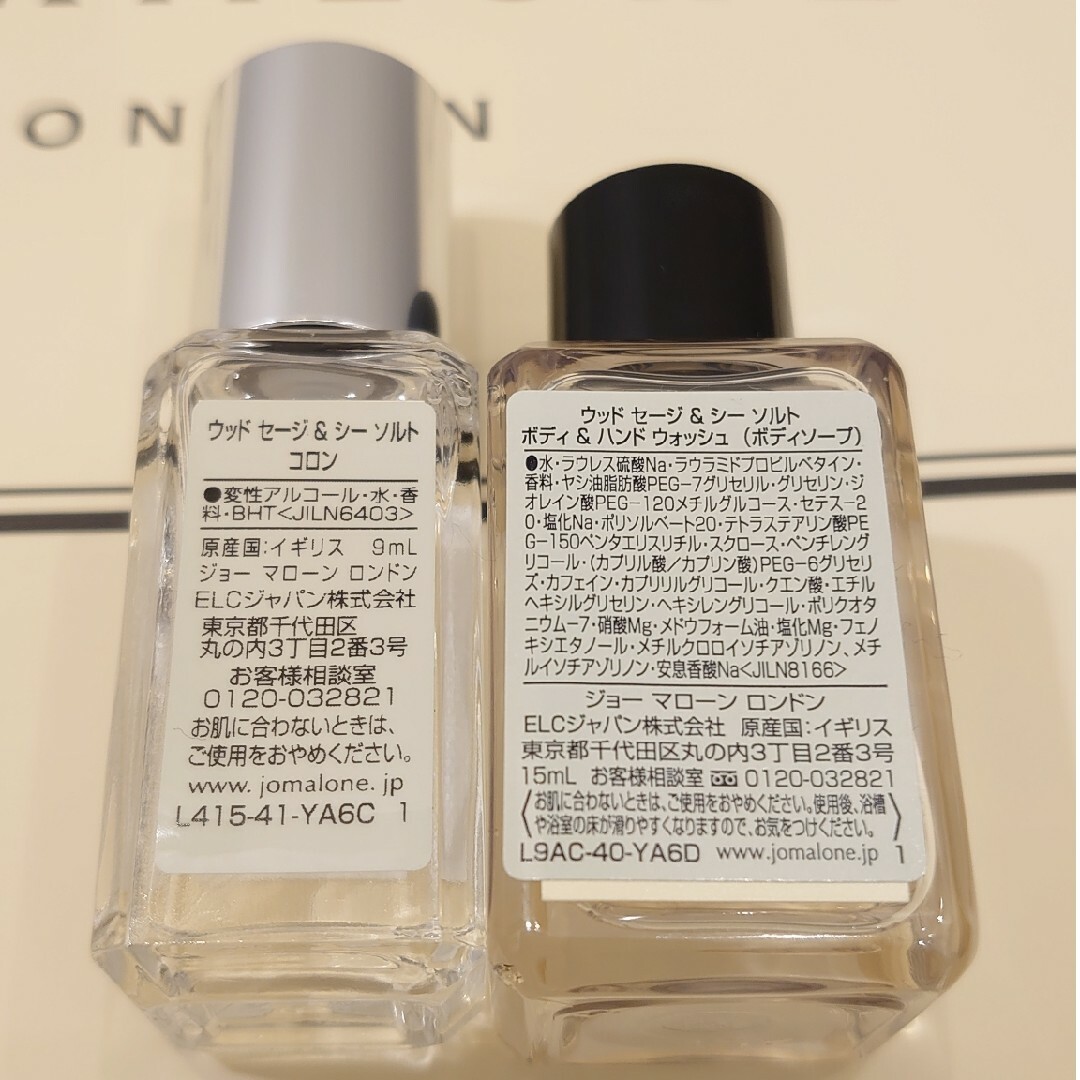 ON N
ウッド セージ & シー ソルト
コロン
●変性アルコール・水・香
料・BHT<JILN6403>
原産国:イギリス 9mL
ジョー マローン ロンドン
ELCジャパン株式会社
東京都千代田区
丸の内3丁目2番3号
お客様相談室
0120-032821
お肌に合わないときは、
ご使用をおやめください。
www.jomalone.jp
L415-41-YA6C 1
ウッド セージ & シー ソルト
ボディ & ハンド ウォッシュ (ボディソープ)
●水・ラウレス硫酸Na・ラウラミドプロピルベタイン・
香料・ヤシ油脂肪酸PEG-7グリセリル・グリセリン・ジ
オレイン酸PEG-120メチルグルコース・セテス-2
0・塩化Na・ポリソルベート20・テトラステアリン酸PE
G-150ペンタエリスリチル・スクロース・ペンチレング
リコール・(カプリル酸/カプリン酸)PEG-6グリセリ
ズ・カフェイン・カプリリルグリコール・クエン酸・エチル
ヘキシルグリセリン・ヘキシレングリコール・ポリクオタ
ニウム-7・硝酸Mg・メドウフォーム油・塩化Mg・フェノ
キシエタノール・メチルクロロイソチアゾリノン、メチ
ルイソチアゾリノン・安息香酸Na<JILN8166>
ジョー マローン ロンドン
ELCジャパン株式会社 原産国:イギリス
東京都千代田区丸の内3丁目2番3号
15mL お客様相談室 0120-032821
お肌に合わないときは、ご使用をおやめください。使用後、浴槽
や浴室の床が滑りやすくなりますので、お気をつけください。
L9AC-40-YA6D www.jomalone.jp 1